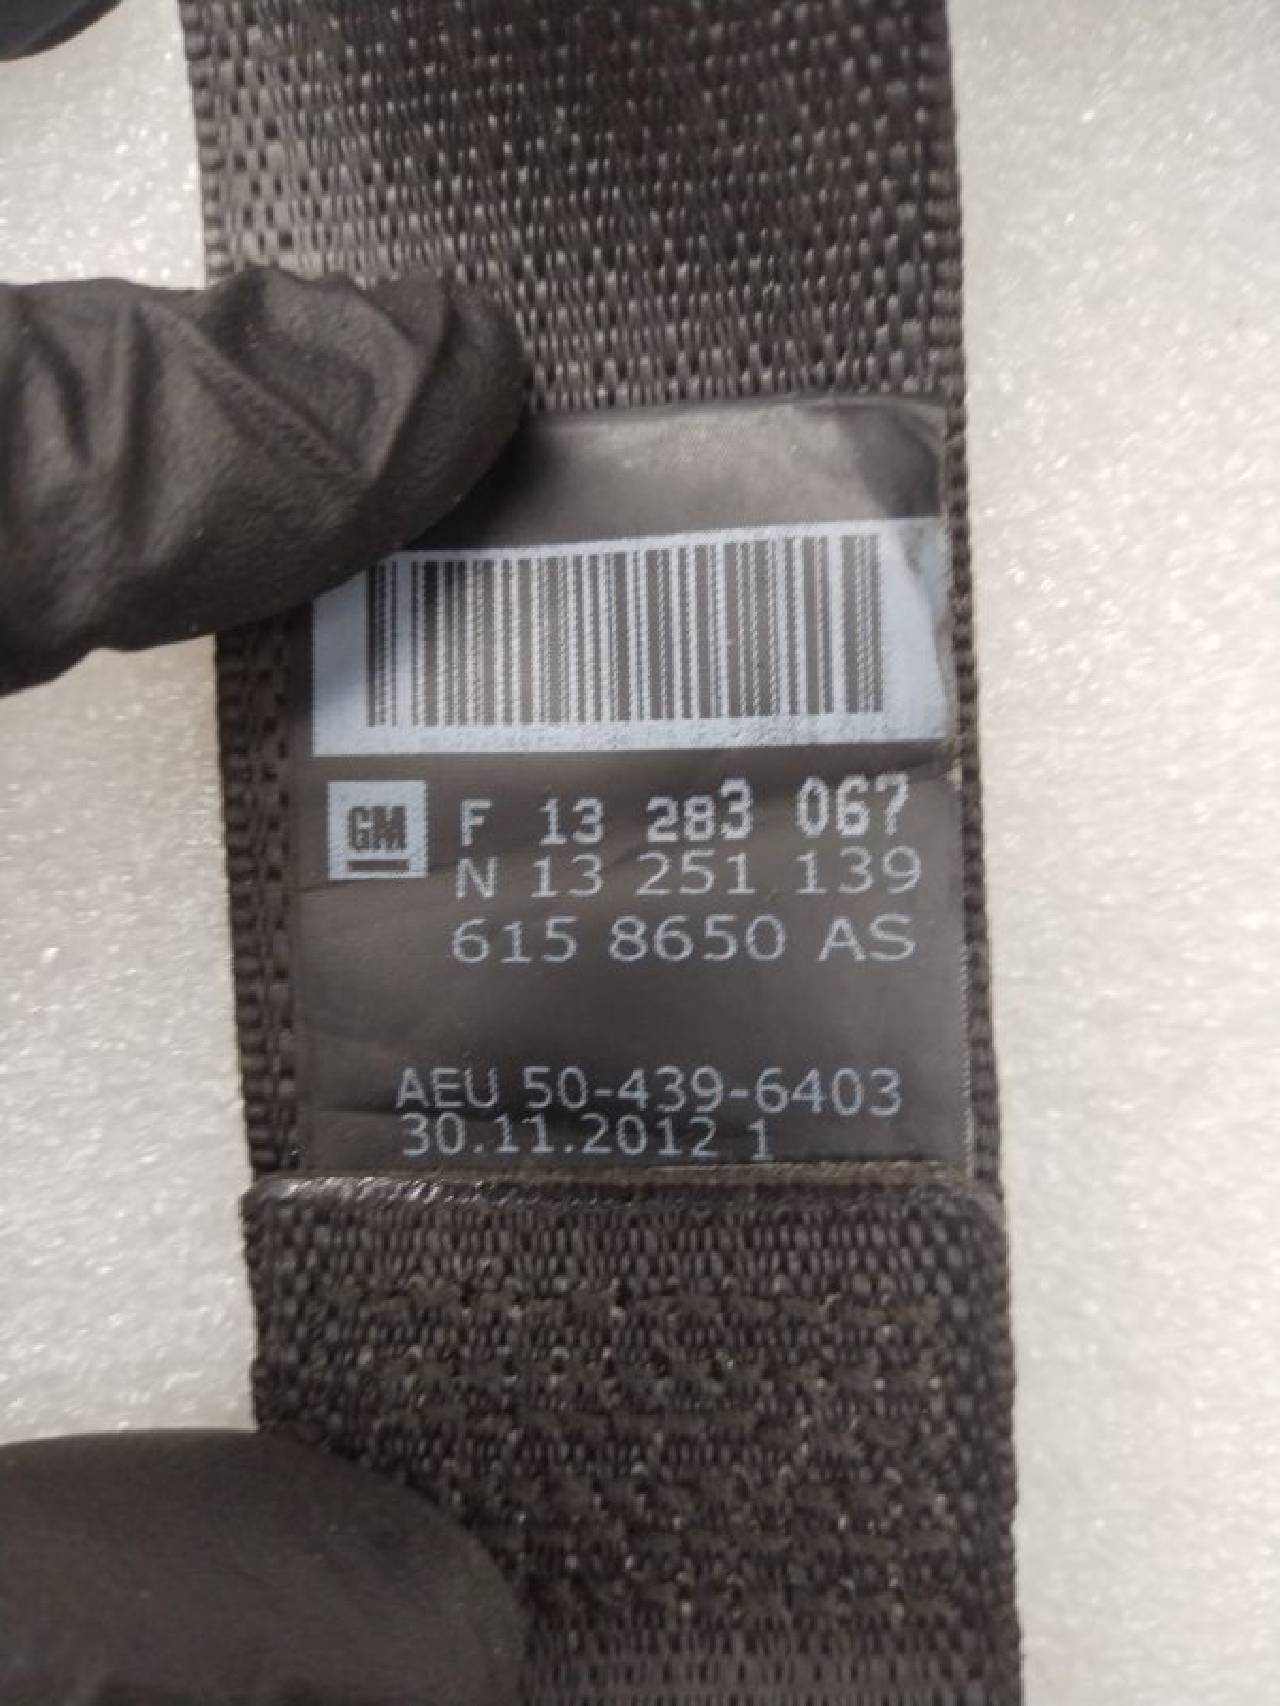 GM
F 13 283 067
N 13 251 139
615 8650 AS
AEU 50-439-6403
30.11.2012 1